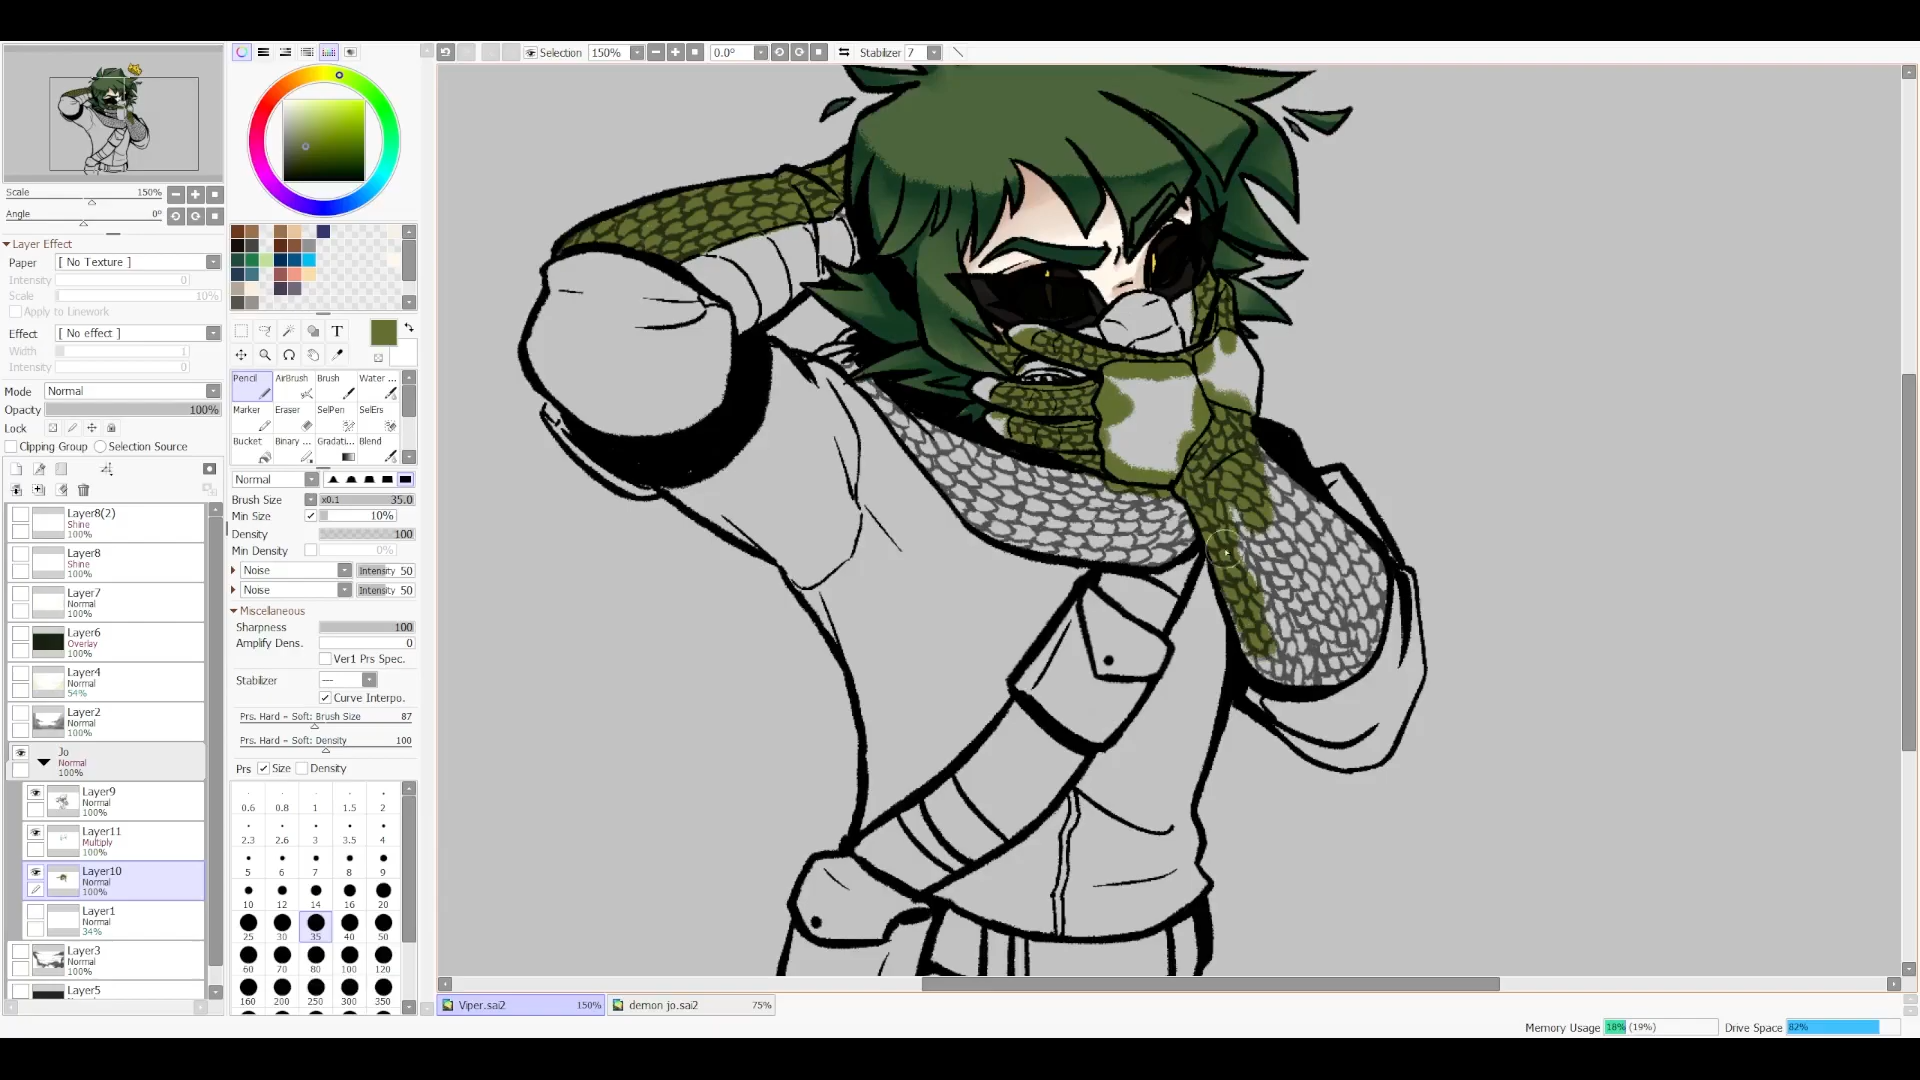 Selection 150% 0.0° Stabilizer 7
Scale 150%
Angle 0°
Layer Effect
Paper [ No Texture ]
Intensity 0
Scale 10%
Apply to Linework
Effect [ No effect ]
Width 1
Intensity 0
Mode Normal
Opacity 100%
Lock
Clipping Group Selection Source
Layer8(2)
Shine
100%
Layer8
Shine
100%
Layer7
Normal
100%
Layer6
Overlay
100%
Layer4
Normal
54%
Layer2
Normal
100%
Jo
Normal
100%
Layer9
Normal
100%
Layer11
Multiply
100%
Layer10
Normal
100%
Layer1
Normal
34%
Layer3
Normal
100%
Layer5
T
Pencil AirBrush Brush Water ...
Marker Eraser SelPen SelErs
Bucket Binary ... Gradati... Blend
Normal
Brush Size x0.1 35.0
Min Size 10%
Density 100
Min Density 0%
Noise Intensity 50
Noise Intensity 50
Miscellaneous
Sharpness 100
Amplify Dens. 0
Ver1 Prs Spec.
Stabilizer ---
Curve Interpo.
Prs. Hard ~ Soft: Brush Size 87
Prs. Hard ~ Soft: Density 100
Prs Size Density
0.6 0.8 1 1.5 2
2.3 2.6 3 3.5 4
5 6 7 8 9
10 12 14 16 20
25 30 35 40 50
60 70 80 100 120
160 200 250 300 350
Viper.sai2 150% demon jo.sai2 75%
Memory Usage 18% (19%) Drive Space 82%